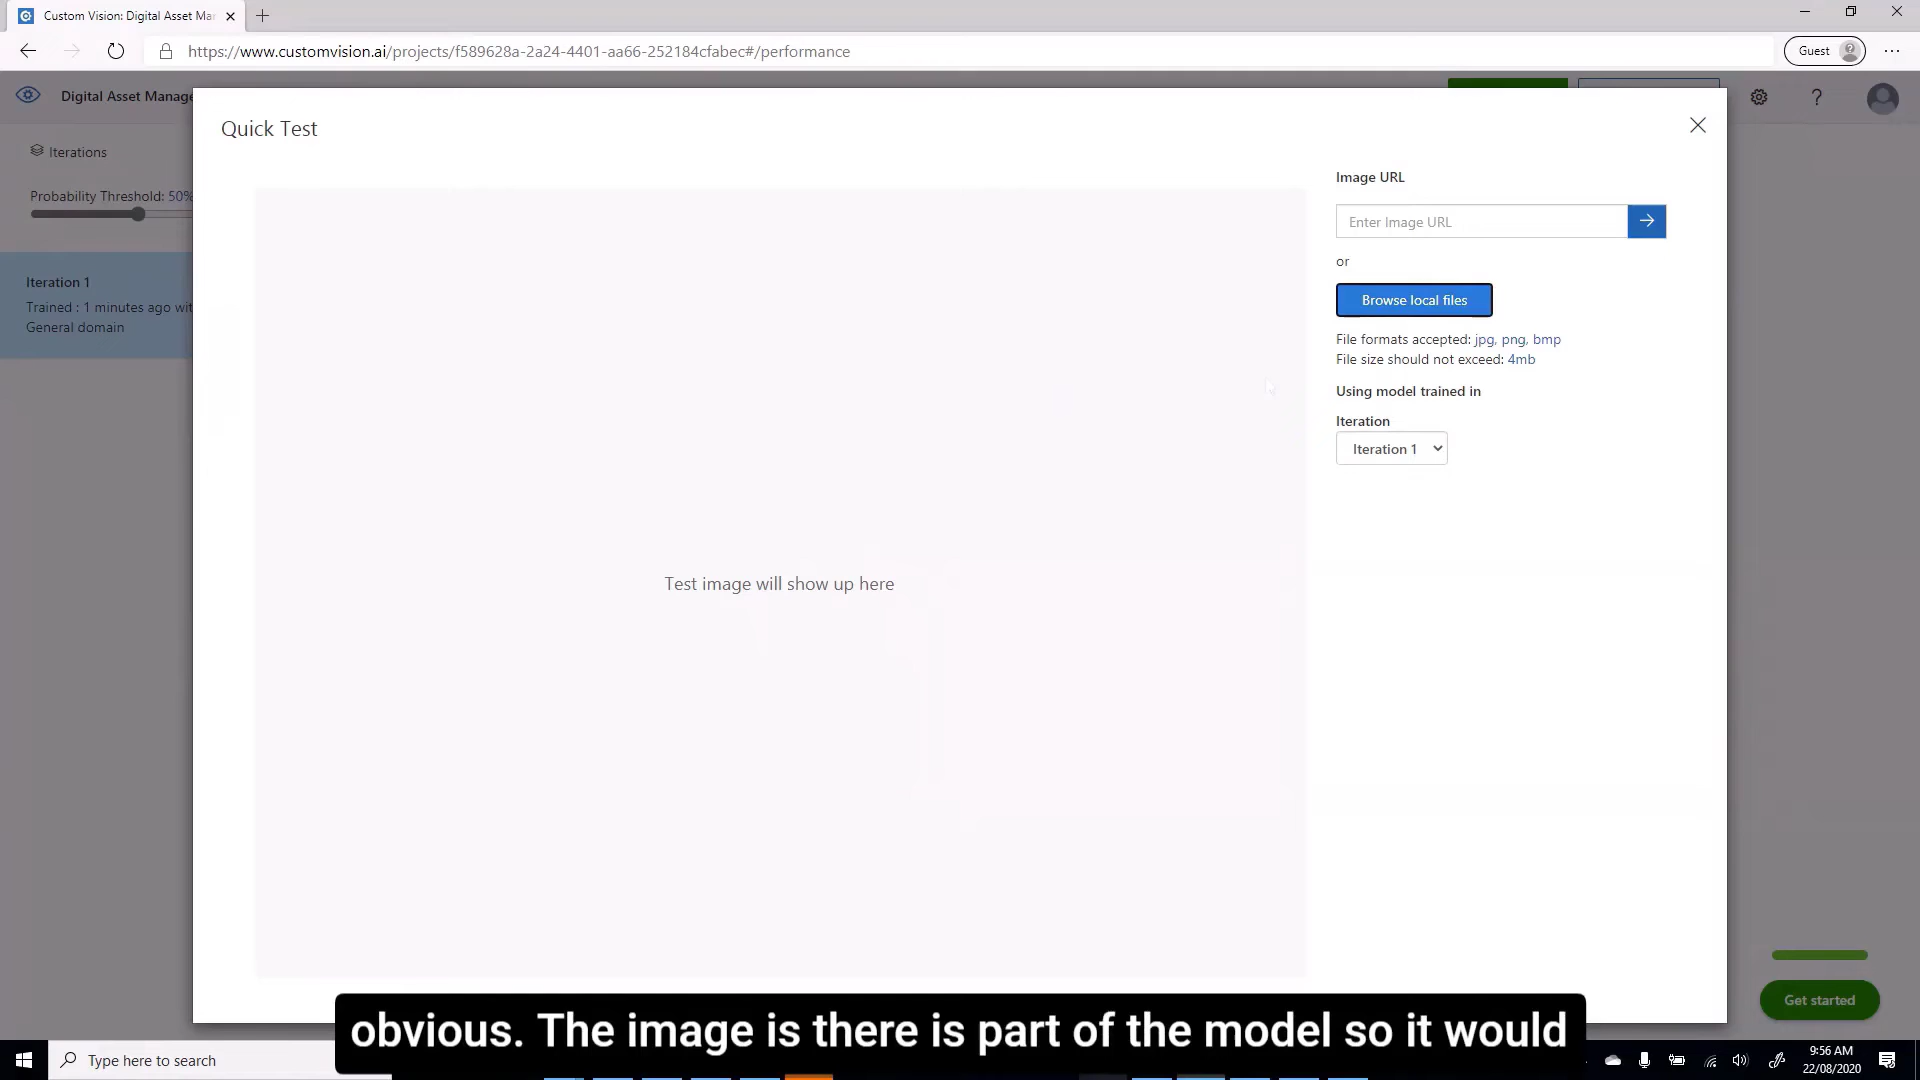 Custom Vision: Digital Asset Ma
https://www.customvision.ai/projects/f589628a-2a24-4401-aa66-252184cfabec#/performance
Guest
Digital Asset Manage
Iterations
Probability Threshold: 50%
Iteration 1
Trained : 1 minutes ago wit
General domain
Quick Test
Test image will show up here
Image URL
Enter Image URL
or
Browse local files
File formats accepted: jpg, png, bmp
File size should not exceed: 4mb
Using model trained in
Iteration
Iteration 1
Get started
obvious. The image is there is part of the model so it would
Type here to search
9:56 AM
22/08/2020